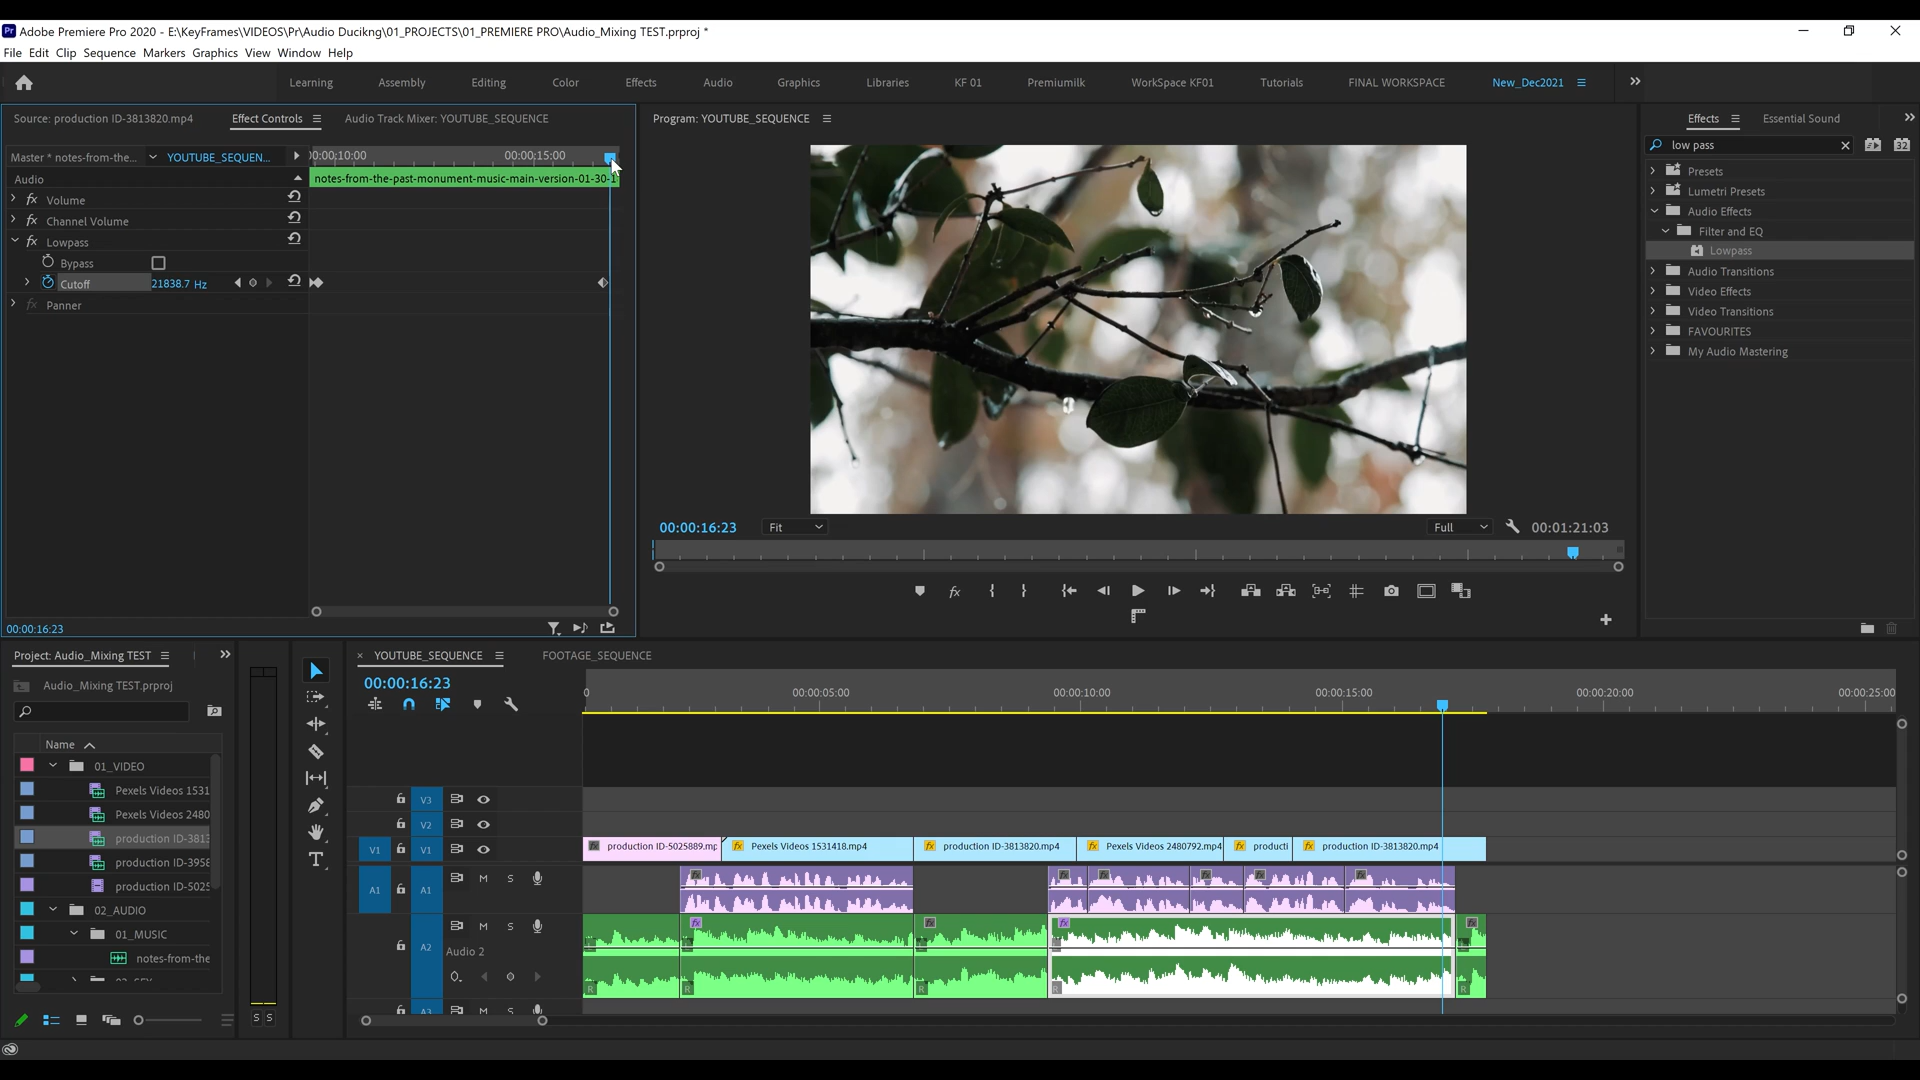 Adobe Premiere Pro 2020 - E:\KeyFrames\VIDEOS\Pr\Audio Ducikng\01_PROJECTS\01_PREMIERE PRO\Audio_Mixing TEST.prproj *
File Edit Clip Sequence Markers Graphics View Window Help
Learning Assembly Editing Color Effects Audio Graphics Libraries KF 01 Premiumilk WorkSpace KF01 Tutorials FINAL WORKSPACE New_Dec2021
Source: production ID-3813820.mp4 Effect Controls Audio Track Mixer: YOUTUBE_SEQUENCE
Program: YOUTUBE_SEQUENCE
Effects Essential Sound
Master * notes-from-the... YOUTUBE_SEQUEN... 00:00:10:00 00:00:15:00
low pass
32
Audio
notes-from-the-past-monument-music-main-version-01-30-1
Volume
Channel Volume
Lowpass
Bypass
Cutoff 21838.7 Hz
Panner
Presets
Lumetri Presets
Audio Effects
Filter and EQ
Lowpass
Audio Transitions
Video Effects
Video Transitions
FAVOURITES
My Audio Mastering
00:00:16:23 Fit Full 00:01:21:03
00:00:16:23
Project: Audio_Mixing TEST
Audio_Mixing TEST.prproj
Name
01_VIDEO
Pexels Videos 1531
Pexels Videos 2480
production ID-3813
production ID-3958
production ID-5025
02_AUDIO
01_MUSIC
notes-from-the
S S
YOUTUBE_SEQUENCE FOOTAGE_SEQUENCE
00:00:16:23
0 00:00:05:00 00:00:10:00 00:00:15:00 00:00:20:00 00:00:25:00
V3
V2
V1 V1
production ID-5025889.mp Pexels Videos 1531418.mp4 production ID-3813820.mp4 Pexels Videos 2480792.mp4 producti production ID-3813820.mp4
A1 A1 M S
A2 M S
Audio 2
A3 M S